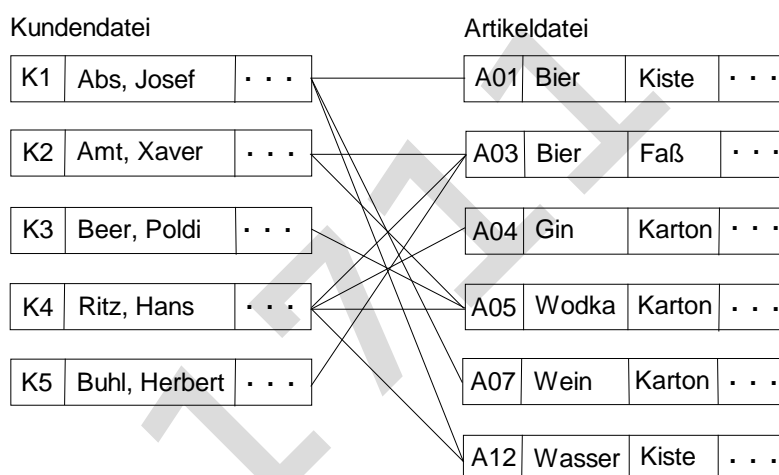 Kundendatei
K1 Abs, Josef . . .
K2 Amt, Xaver . . .
K3 Beer, Poldi . . .
K4 Ritz, Hans . . .
K5 Buhl, Herbert . . .
Artikeldatei
A01 Bier Kiste . . .
A03 Bier Faß . . .
A04 Gin Karton . . .
A05 Wodka Karton . . .
A07 Wein Karton . . .
A12 Wasser Kiste . . .
1711